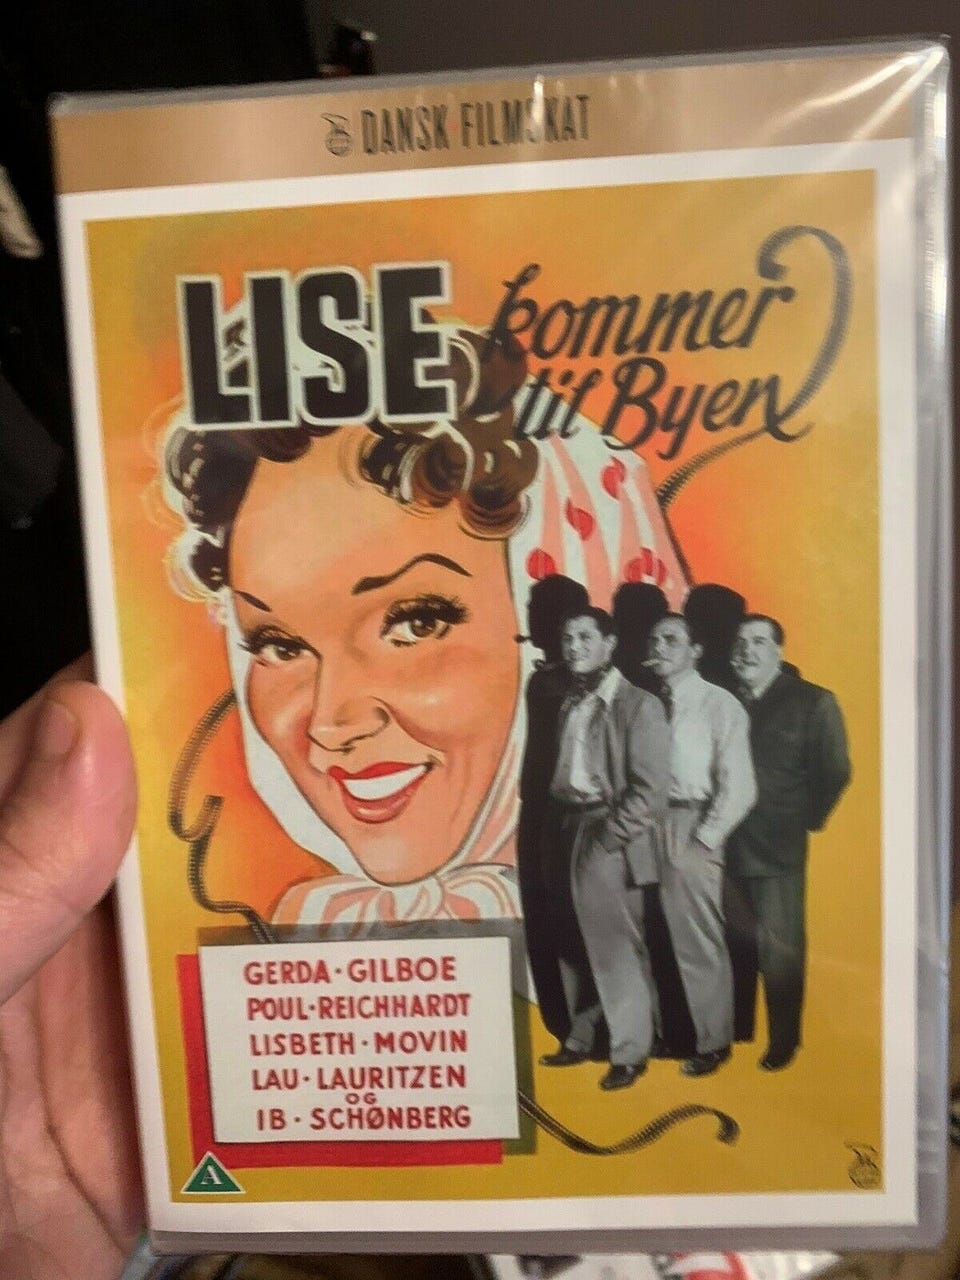 DANSK FILMSKAT
LISE kommer
til Byen
GERDA · GILBOE
POUL · REICHHARDT
LISBETH · MOVIN
LAU · LAURITZEN
OG
IB · SCHØNBERG
A